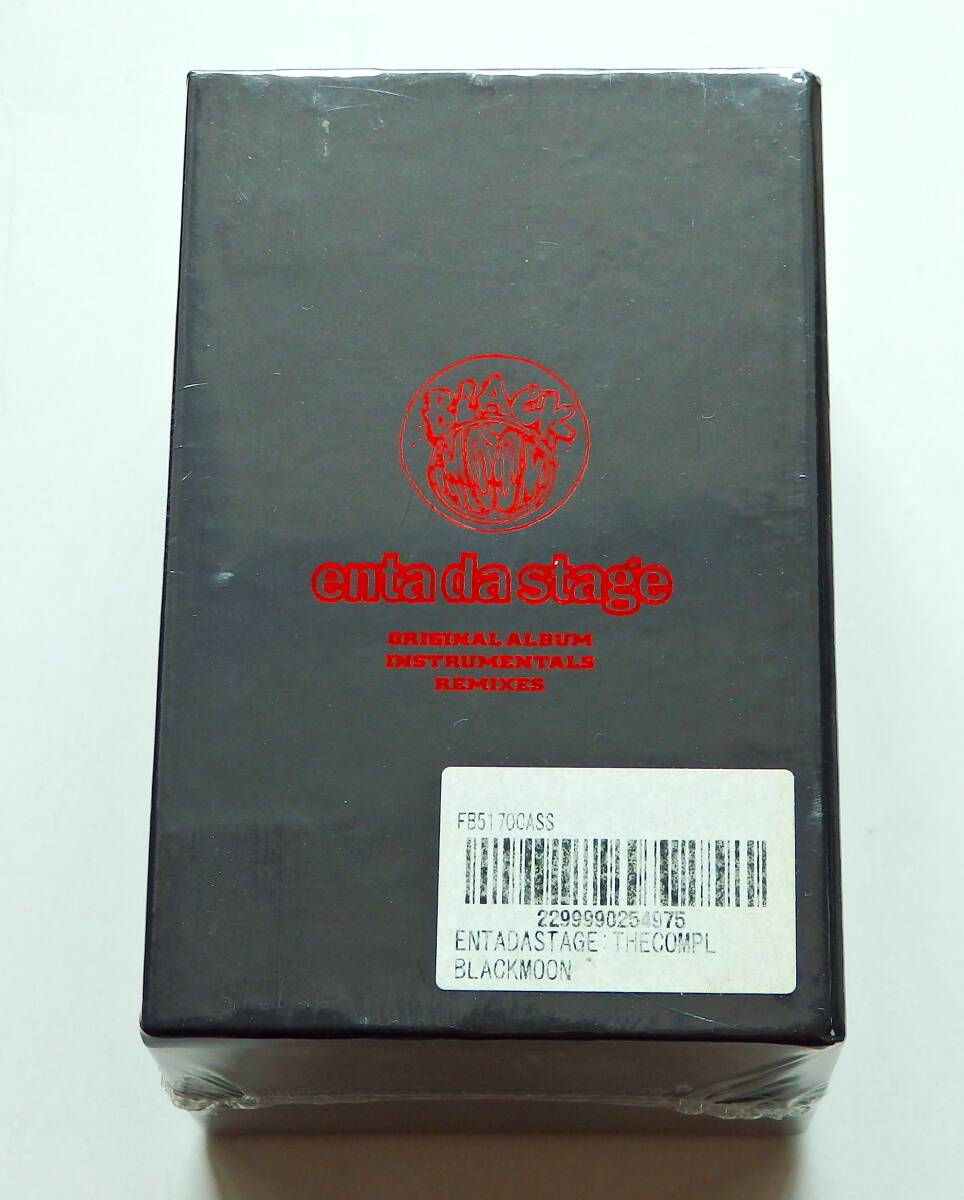 BLACK
MOON
enta da stage
ORIGINAL ALBUM
INSTRUMENTALS
REMIXES
FB5170CASS
2299990254975
ENTADASTAGE:THECOMPL
BLACKMOON